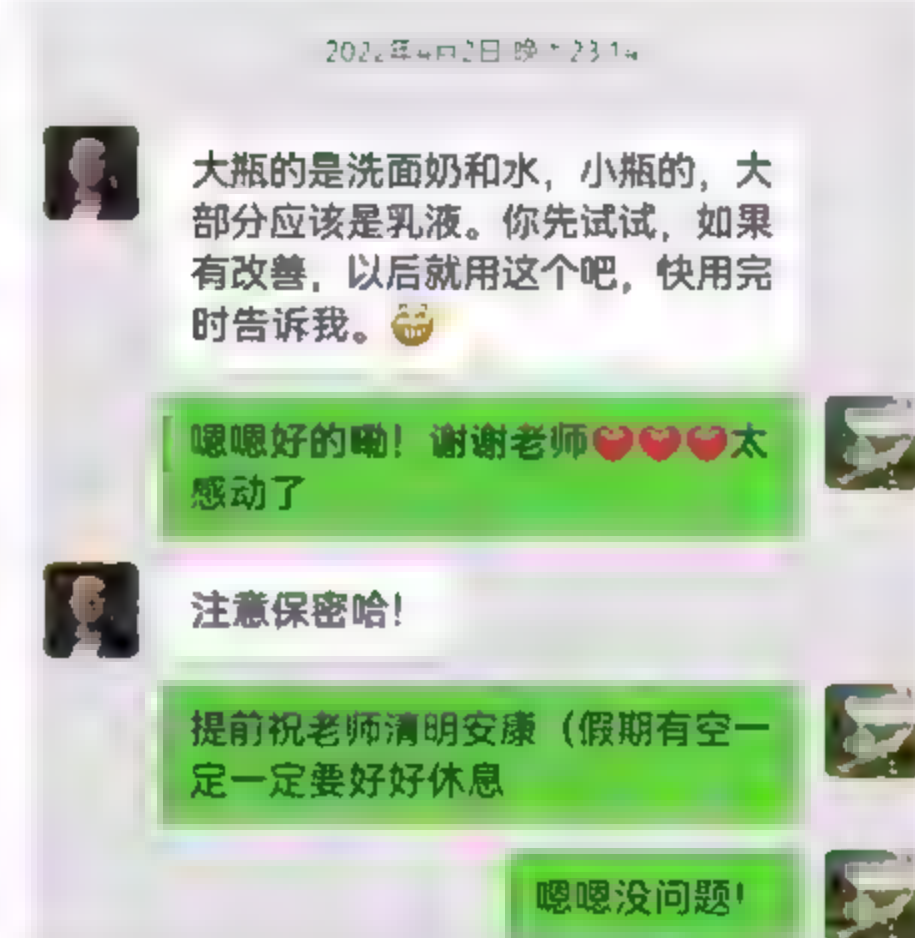 大瓶的是洗面奶和水，小瓶的，大
部分应该是乳液。你先试试，如果
有改善，以后就用这个吧，快用完
时告诉我。😁
嗯嗯好的嘞！谢谢老师❤❤❤太
感动了
注意保密哈！
提前祝老师清明安康（假期有空一
定一定要好好休息
嗯嗯没问题！